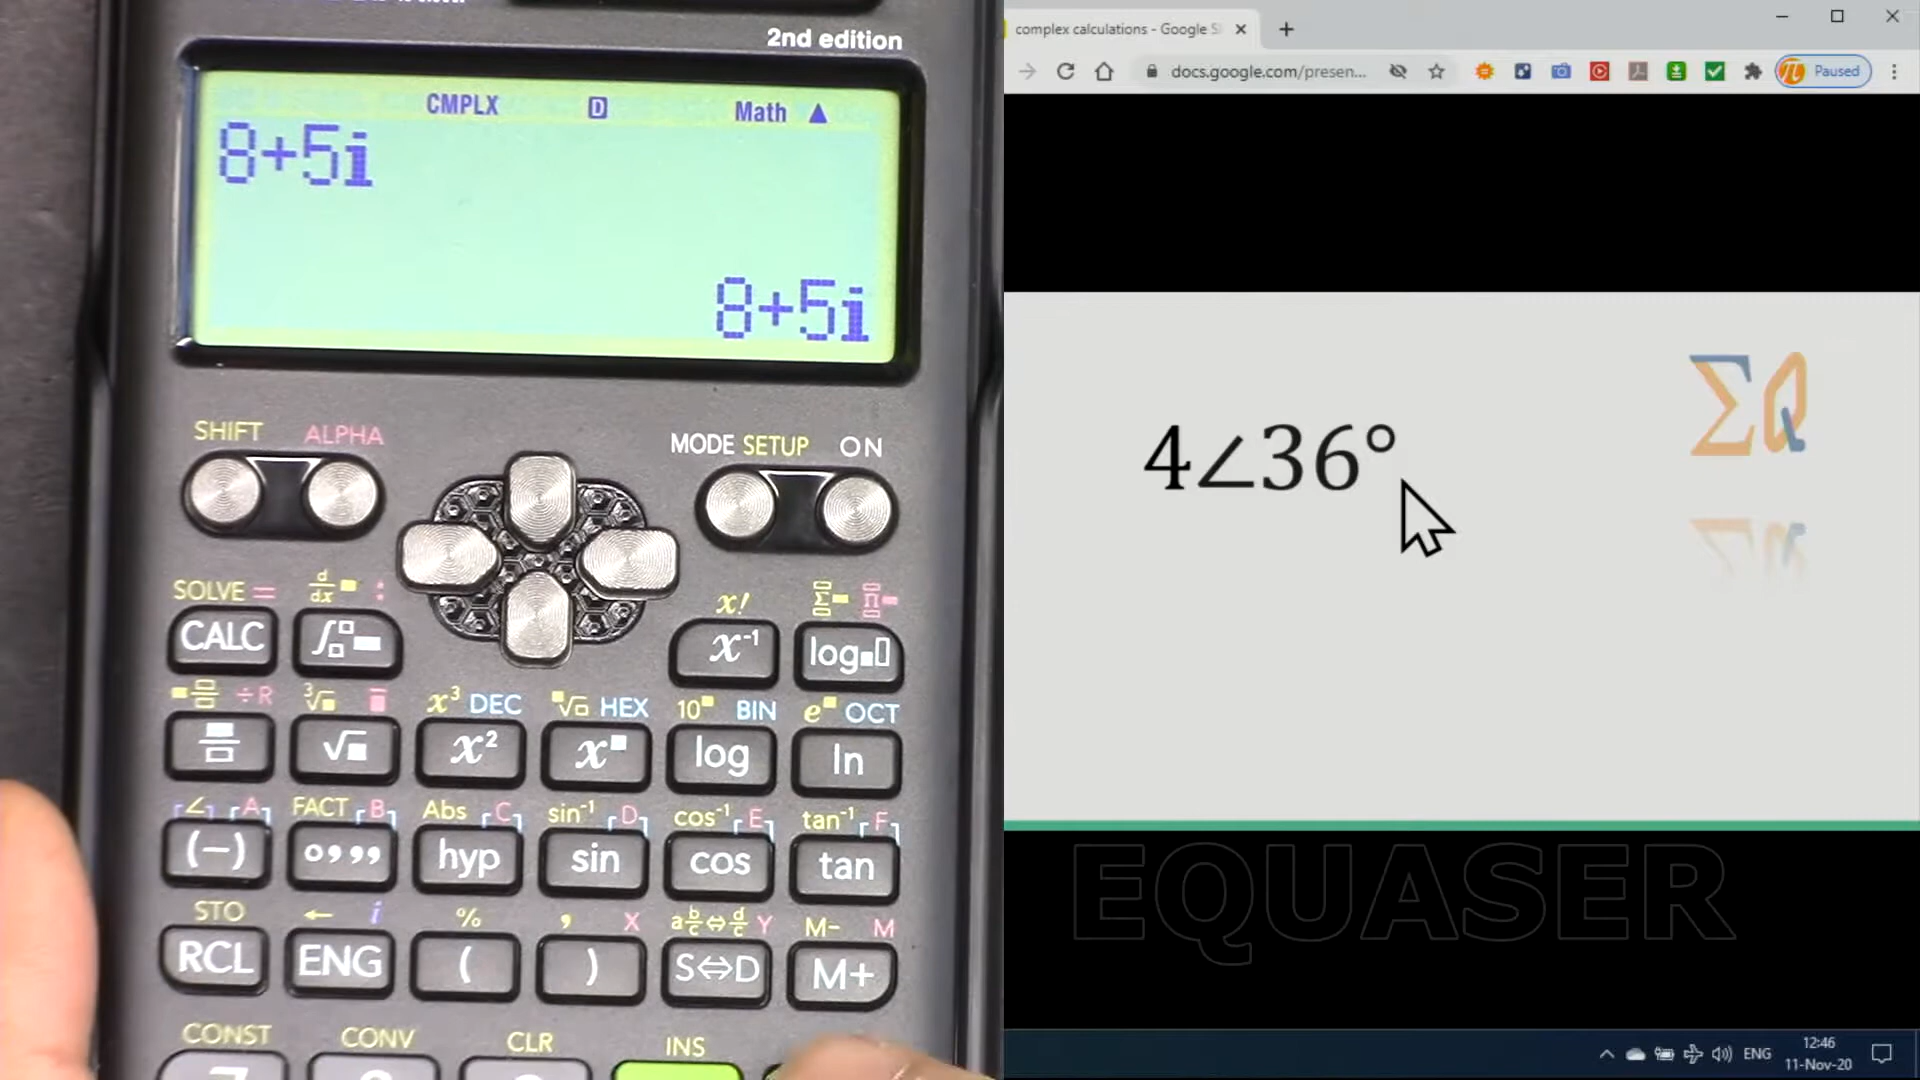 2nd edition
CMPLX D Math ▲
8+5i
8+5i
SHIFT ALPHA MODE SETUP ON
SOLVE = d/dx :
x! Σ Π
CALC ∫ x⁻¹ log
÷R ³√ x³ DEC √ HEX 10 BIN e OCT
√ x² x log ln
∠ A FACT B Abs C sin⁻¹ D cos⁻¹ E tan⁻¹ F
(−) °,,, hyp sin cos tan
STO ← i % , X a b/c⇔d/c Y M− M
RCL ENG ( ) S⇔D M+
CONST CONV CLR INS
complex calculations - Google
docs.google.com/presen...
Paused
4∠36°
ΣQ
EQUASER
ENG
12:46
11-Nov-20